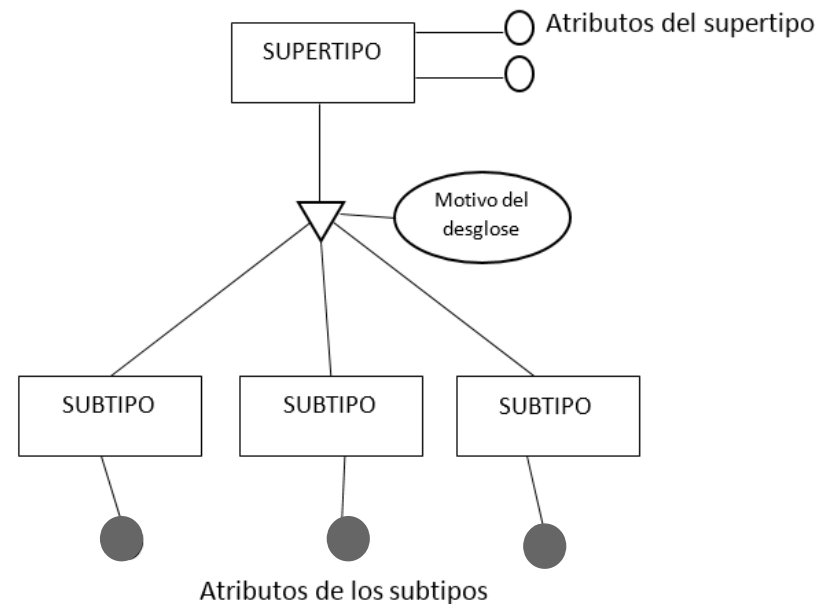 Atributos del supertipo
SUPERTIPO
Motivo del
desglose
SUBTIPO
SUBTIPO
SUBTIPO
Atributos de los subtipos